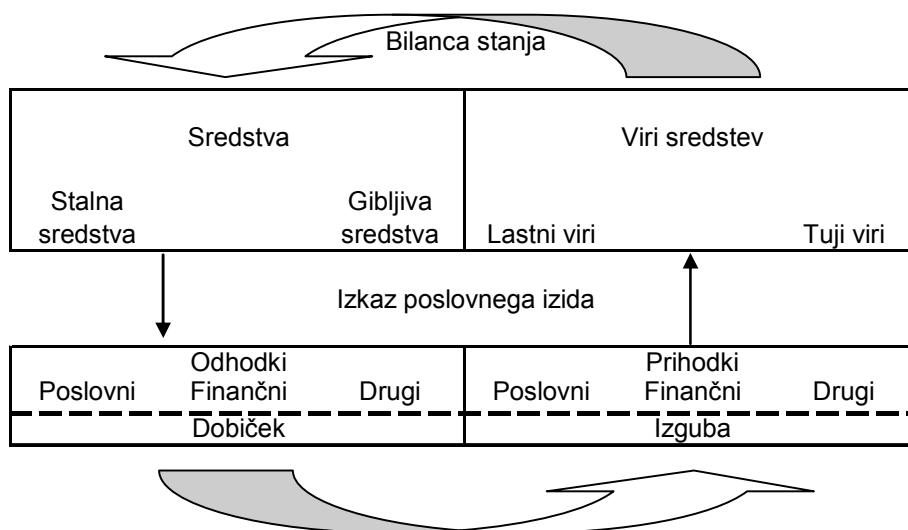 Bilanca stanja
Sredstva
Viri sredstev
Stalna
sredstva
Gibljiva
sredstva
Lastni viri
Tuji viri
Izkaz poslovnega izida
Odhodki
Poslovni Finančni Drugi
Prihodki
Poslovni Finančni Drugi
Dobiček
Izguba